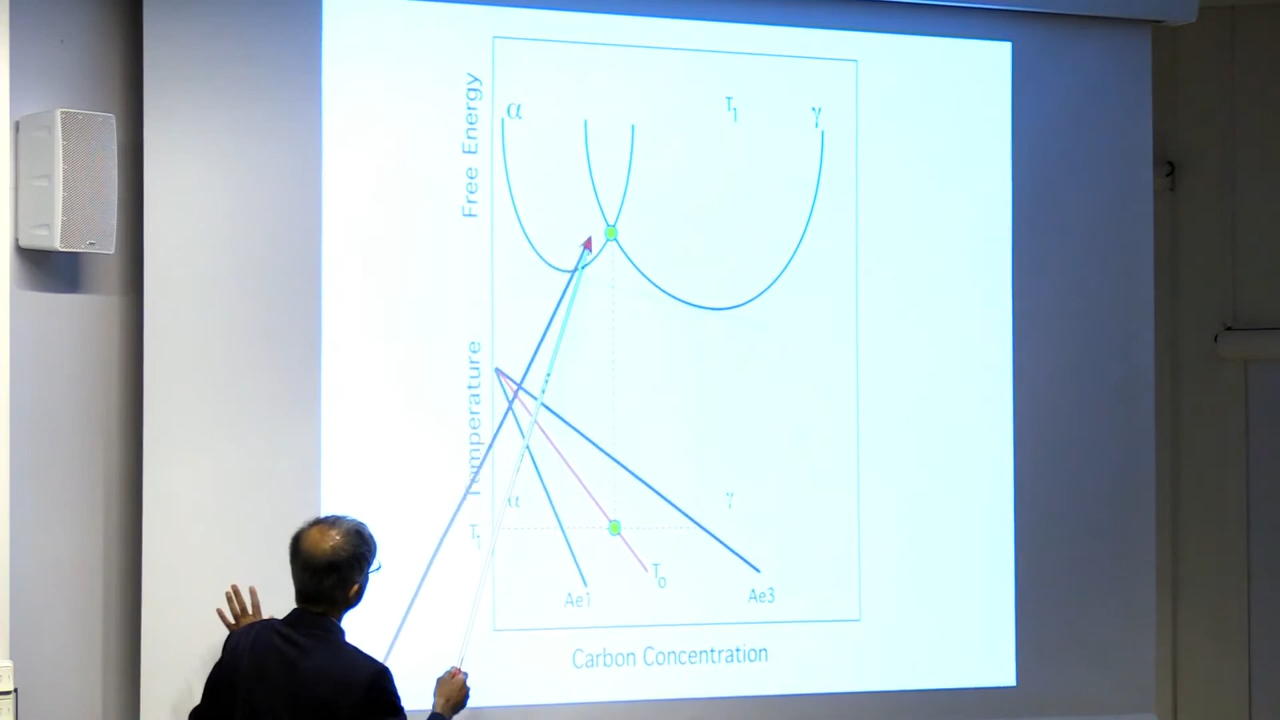 Free Energy
α
T1
γ
Temperature
α
γ
T1
T0
Ae1
Ae3
Carbon Concentration